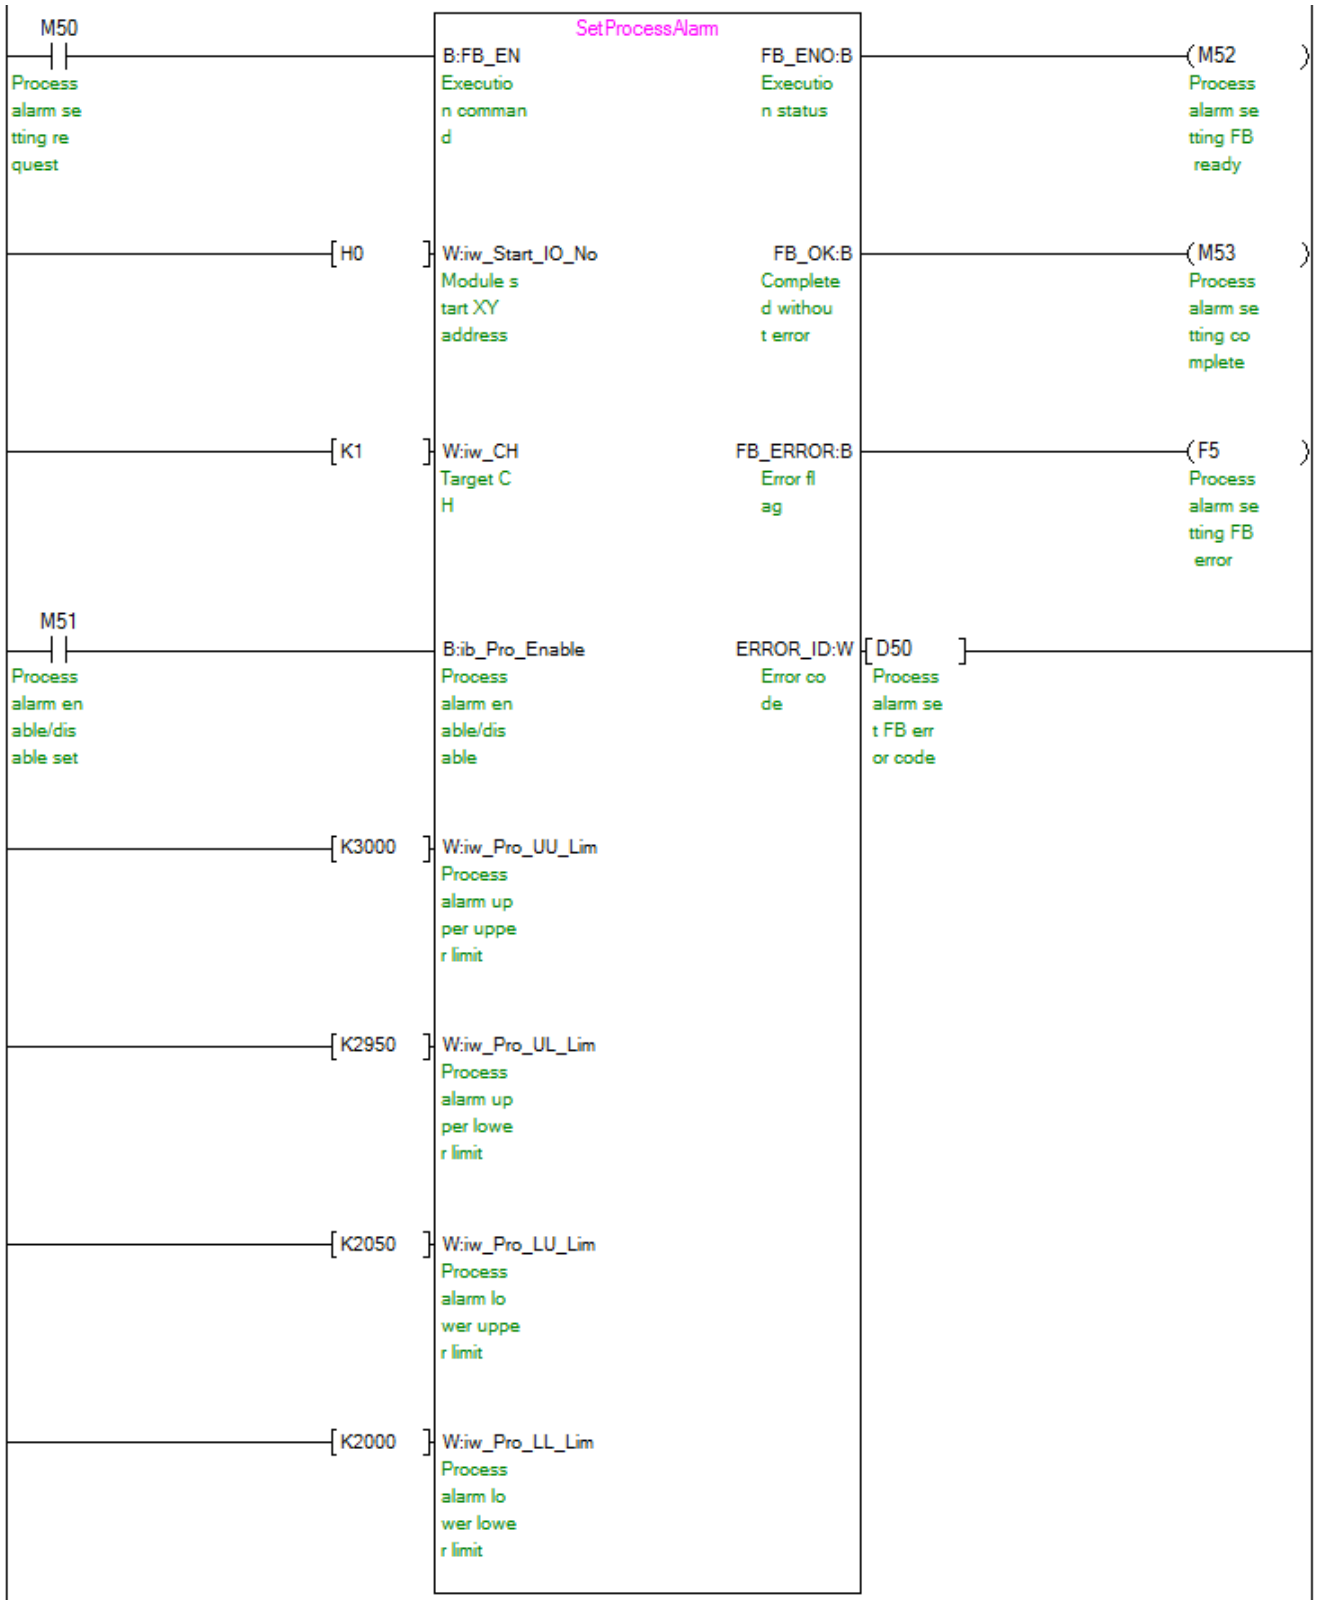 SetProcessAlarm
M50
B:FB_EN
FB_ENO:B
(M52 )
Process
alarm se
tting re
quest
Executio
n comman
d
Executio
n status
Process
alarm se
tting FB
ready
[ H0 ]
W:iw_Start_IO_No
FB_OK:B
(M53 )
Module s
tart XY
address
Complete
d withou
t error
Process
alarm se
tting co
mplete
[ K1 ]
W:iw_CH
FB_ERROR:B
(F5 )
Target C
H
Error fl
ag
Process
alarm se
tting FB
error
M51
B:ib_Pro_Enable
ERROR_ID:W
[ D50 ]
Process
alarm en
able/dis
able set
Process
alarm en
able/dis
able
Error co
de
Process
alarm se
t FB err
or code
[ K3000 ]
W:iw_Pro_UU_Lim
Process
alarm up
per uppe
r limit
[ K2950 ]
W:iw_Pro_UL_Lim
Process
alarm up
per lowe
r limit
[ K2050 ]
W:iw_Pro_LU_Lim
Process
alarm lo
wer uppe
r limit
[ K2000 ]
W:iw_Pro_LL_Lim
Process
alarm lo
wer lowe
r limit